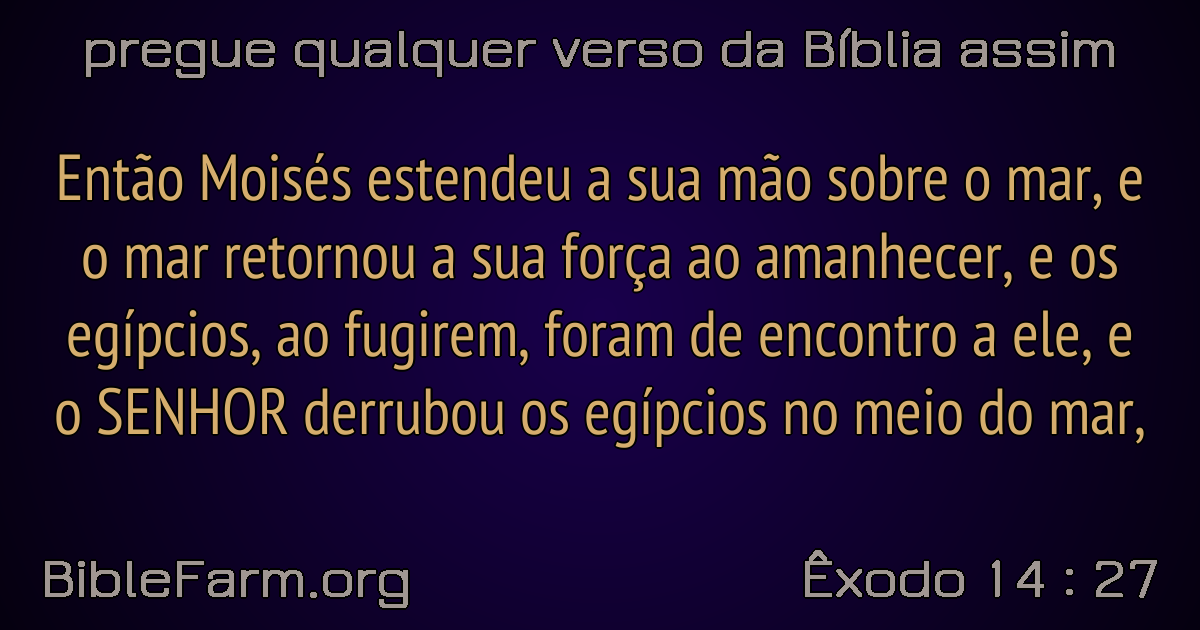 pregue qualquer verso da Bíblia assim
Então Moisés estendeu a sua mão sobre o mar, e
o mar retornou a sua força ao amanhecer, e os
egípcios, ao fugirem, foram de encontro a ele, e
o SENHOR derrubou os egípcios no meio do mar,
BibleFarm.org
Êxodo 14 : 27